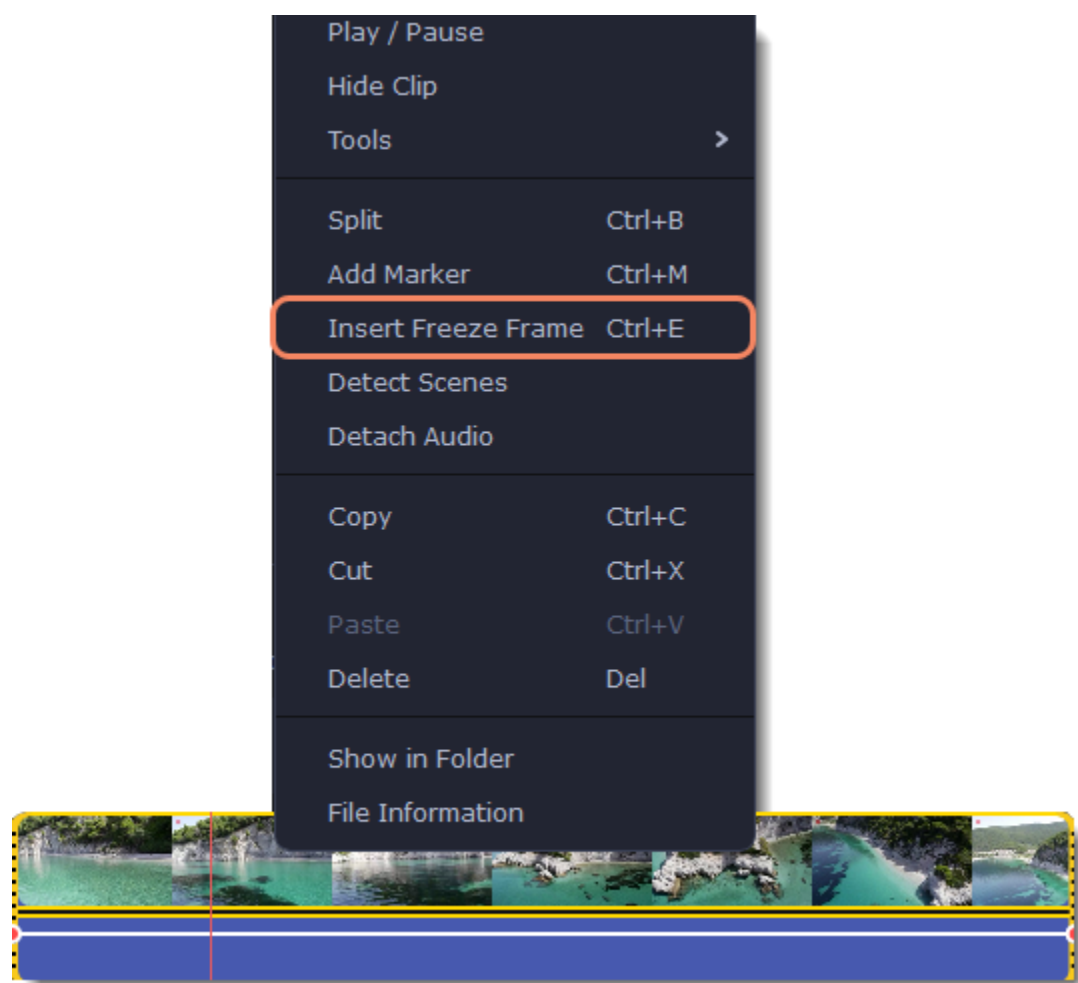 Play / Pause
Hide Clip
Tools
Split Ctrl+B
Add Marker Ctrl+M
Insert Freeze Frame Ctrl+E
Detect Scenes
Detach Audio
Copy Ctrl+C
Cut Ctrl+X
Paste Ctrl+V
Delete Del
Show in Folder
File Information